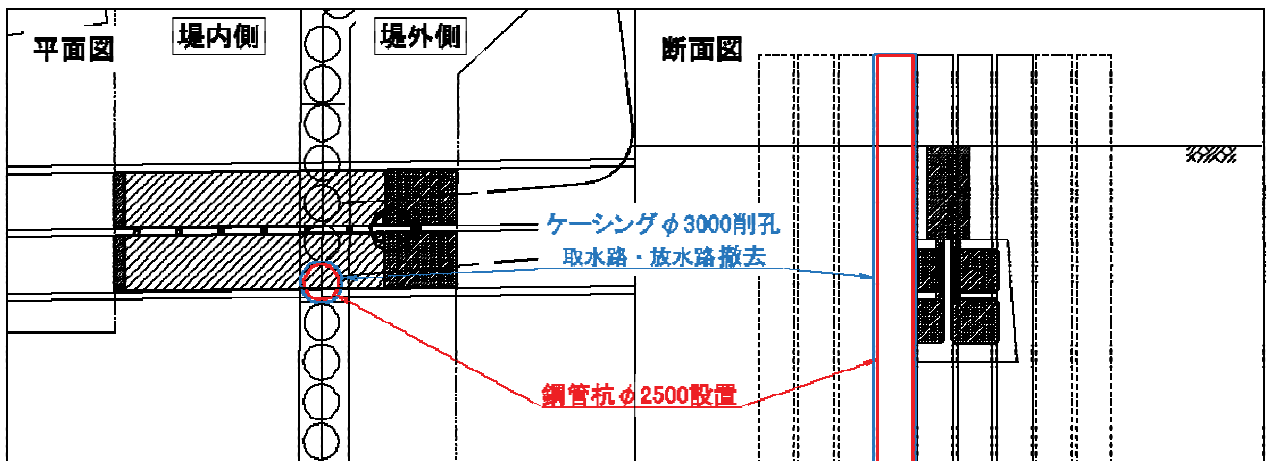 平面図
堤内側
堤外側
断面図
ケーシングφ3000削孔
取水路・放水路撤去
鋼管杭φ2500設置